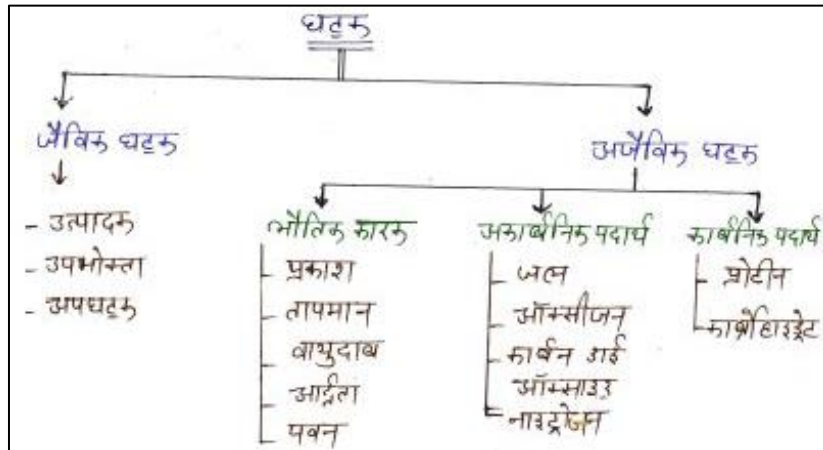 घटक
जैविक घटक
अजैविक घटक
- उत्पादक
- उपभोक्ता
- अपघटक
भौतिक कारक
- प्रकाश
- तापमान
- वायुदाब
- आर्द्रता
- पवन
अकार्बनिक पदार्थ
- जल
- ऑक्सीजन
- कार्बन डाई
ऑक्साइड
- नाइट्रोजन
कार्बनिक पदार्थ
- प्रोटीन
- कार्बोहाइड्रेट